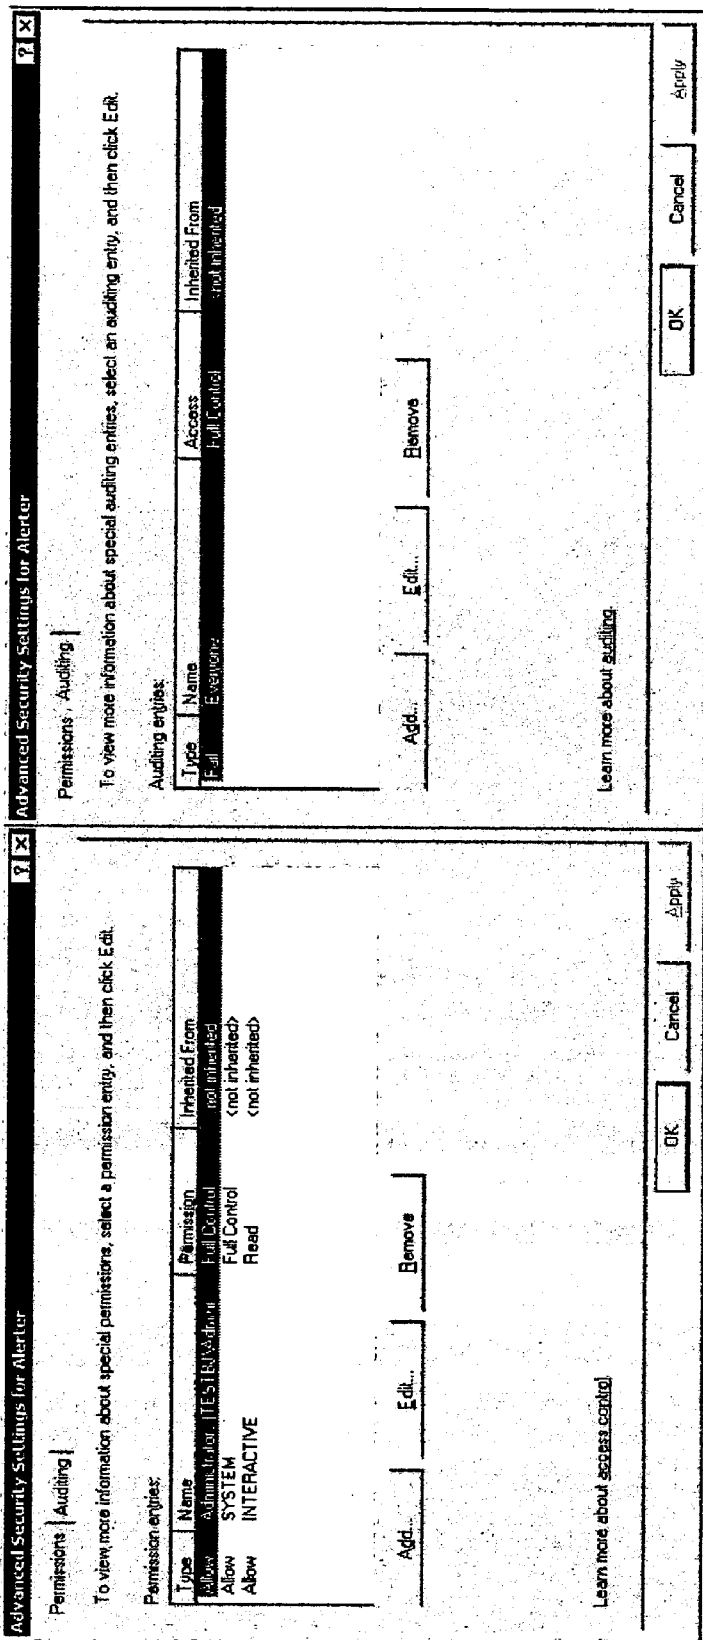 Advanced Security Settings for Alerter
? X
Permissions | Auditing |
To view more information about special permissions, select a permission entry, and then click Edit.
Permission entries:
Type Name Permission Inherited From
Allow Full Control not inherited
Allow SYSTEM Full Control <not inherited>
Allow INTERACTIVE Read <not inherited>
Add... Edit... Remove
Learn more about access control.
OK Cancel Apply
Advanced Security Settings for Alerter
? X
Permissions Auditing |
To view more information about special auditing entries, select an auditing entry, and then click Edit.
Auditing entries:
Type Name Access Inherited From
Fail Everyone Full Control <not inherited>
Add... Edit... Remove
Learn more about auditing.
OK Cancel Apply